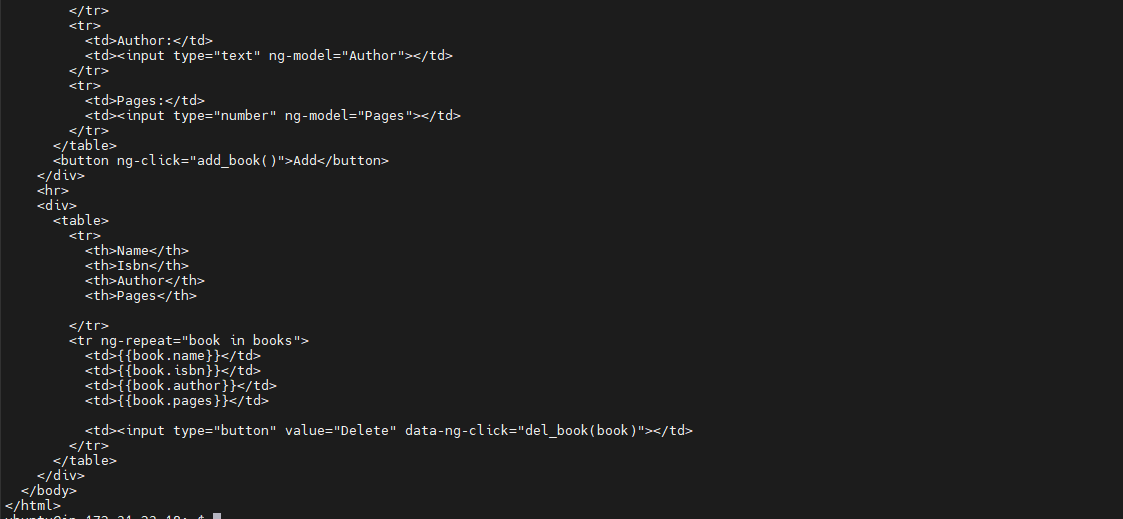 </tr>
        <tr>
          <td>Author:</td>
          <td><input type="text" ng-model="Author"></td>
        </tr>
        <tr>
          <td>Pages:</td>
          <td><input type="number" ng-model="Pages"></td>
        </tr>
      </table>
      <button ng-click="add_book()">Add</button>
    </div>
    <hr>
    <div>
      <table>
        <tr>
          <th>Name</th>
          <th>Isbn</th>
          <th>Author</th>
          <th>Pages</th>

        </tr>
        <tr ng-repeat="book in books">
          <td>{{book.name}}</td>
          <td>{{book.isbn}}</td>
          <td>{{book.author}}</td>
          <td>{{book.pages}}</td>

          <td><input type="button" value="Delete" data-ng-click="del_book(book)"></td>
        </tr>
      </table>
    </div>
  </body>
</html>